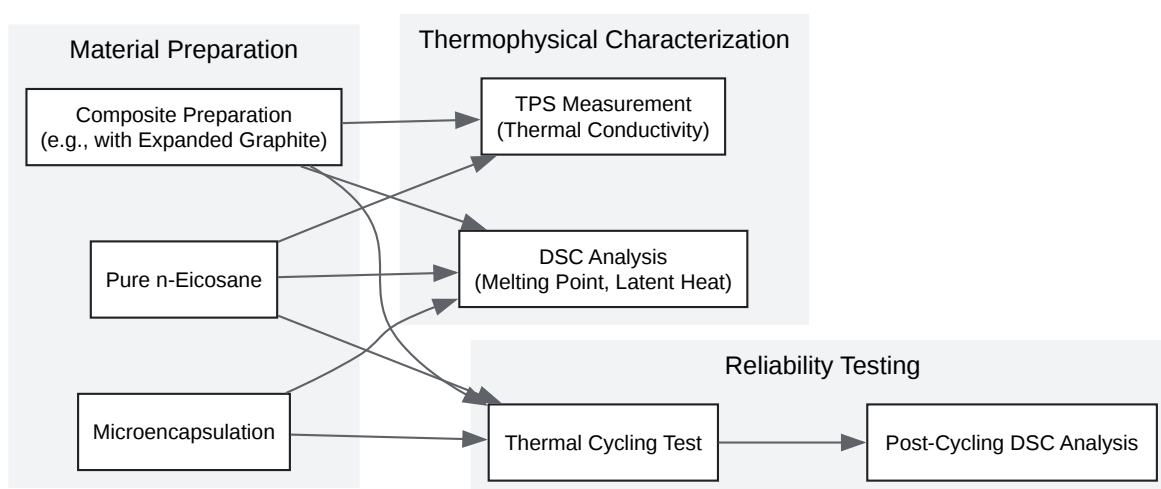 Material Preparation
Composite Preparation
(e.g., with Expanded Graphite)
Pure n-Eicosane
Microencapsulation
Thermophysical Characterization
TPS Measurement
(Thermal Conductivity)
DSC Analysis
(Melting Point, Latent Heat)
Reliability Testing
Thermal Cycling Test
Post-Cycling DSC Analysis